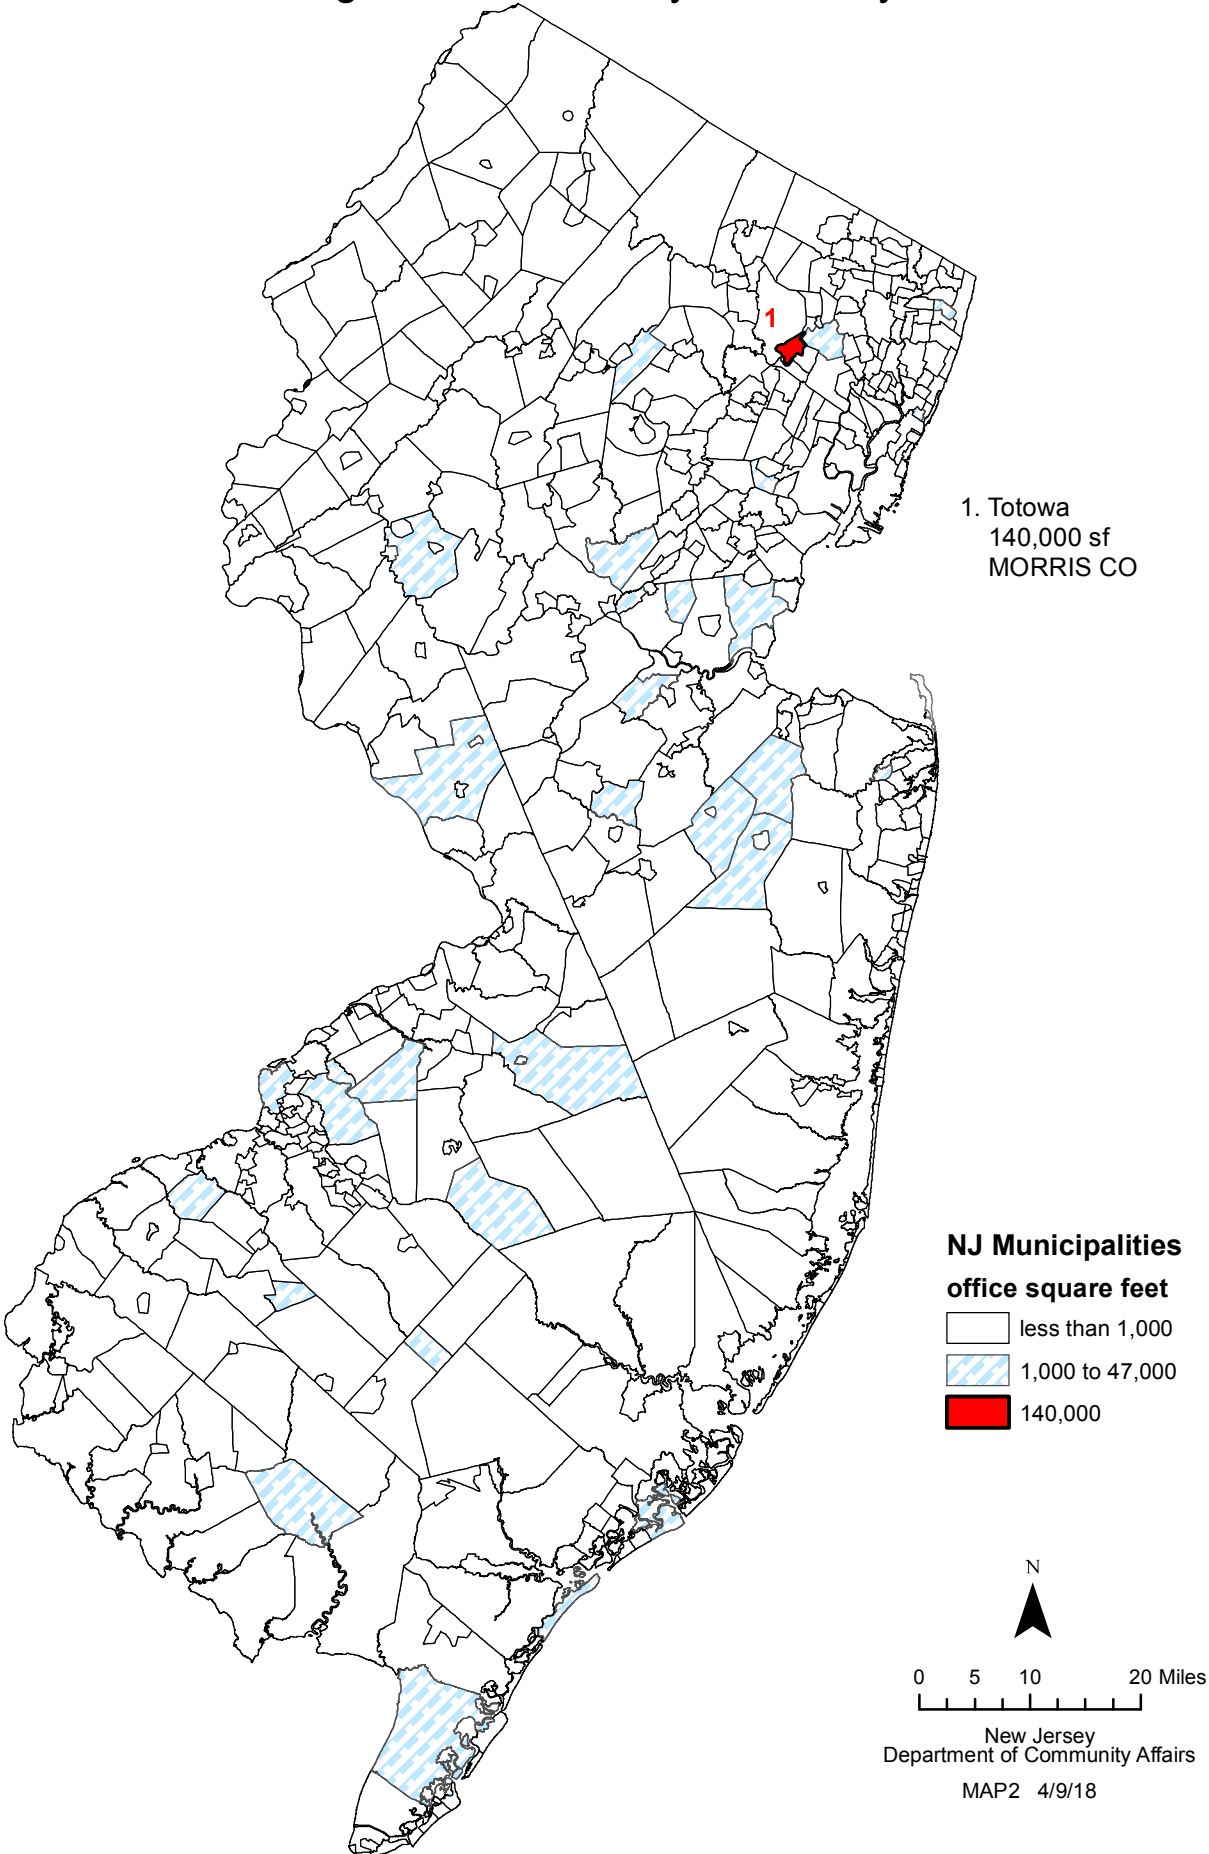 1
1. Totowa
140,000 sf
MORRIS CO
NJ Municipalities
office square feet
less than 1,000
1,000 to 47,000
140,000
N
0 5 10 20 Miles
New Jersey
Department of Community Affairs
MAP2 4/9/18